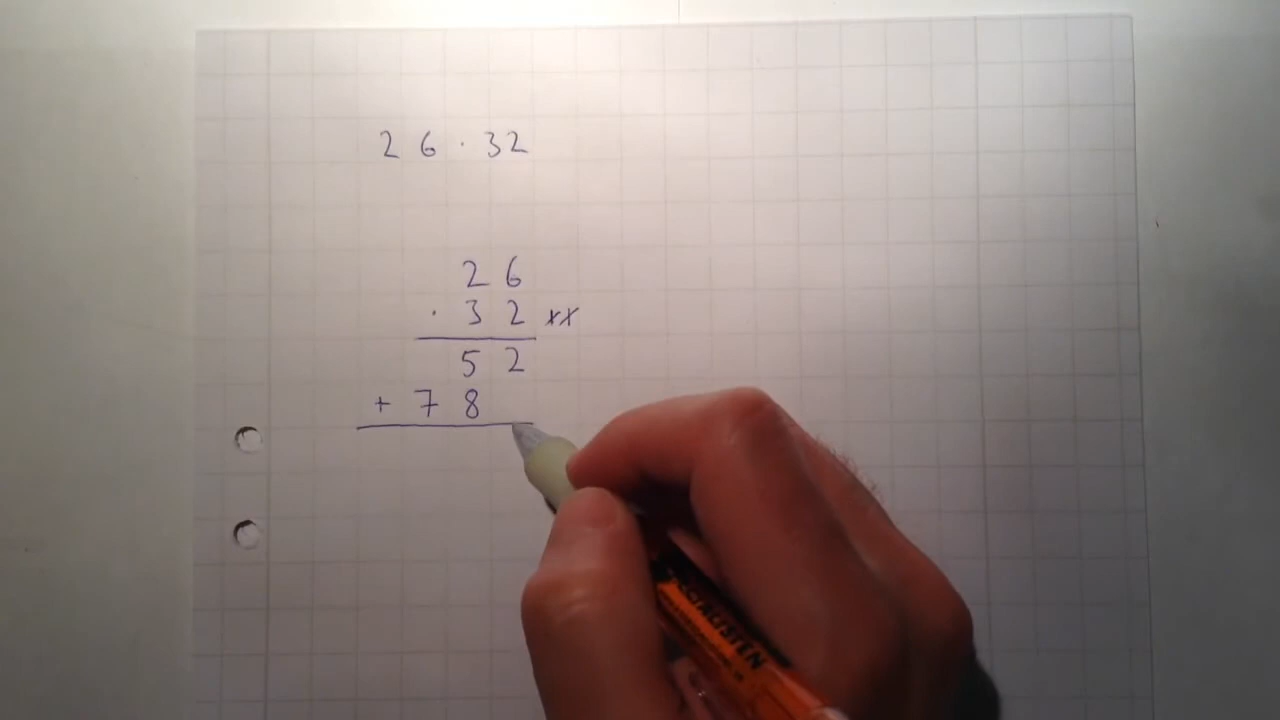 26 · 32
26
· 32 xx
52
+ 78